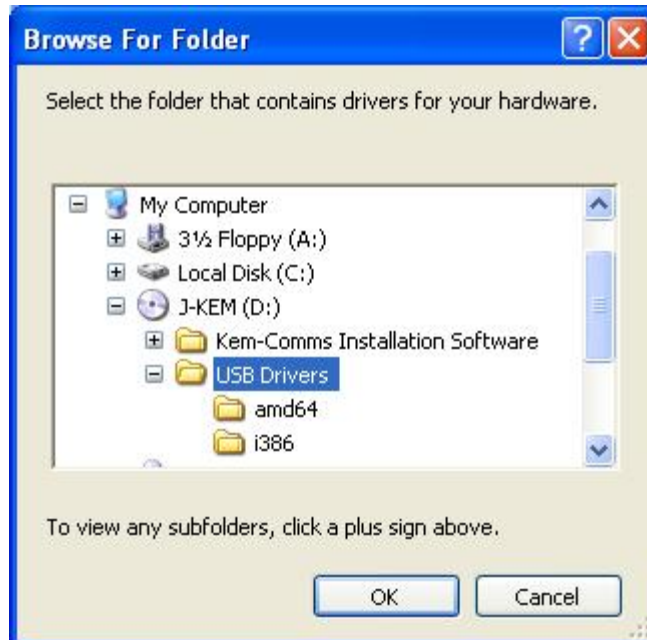 Browse For Folder
Select the folder that contains drivers for your hardware.
My Computer
3½ Floppy (A:)
Local Disk (C:)
J-KEM (D:)
Kem-Comms Installation Software
USB Drivers
amd64
i386
To view any subfolders, click a plus sign above.
OK Cancel